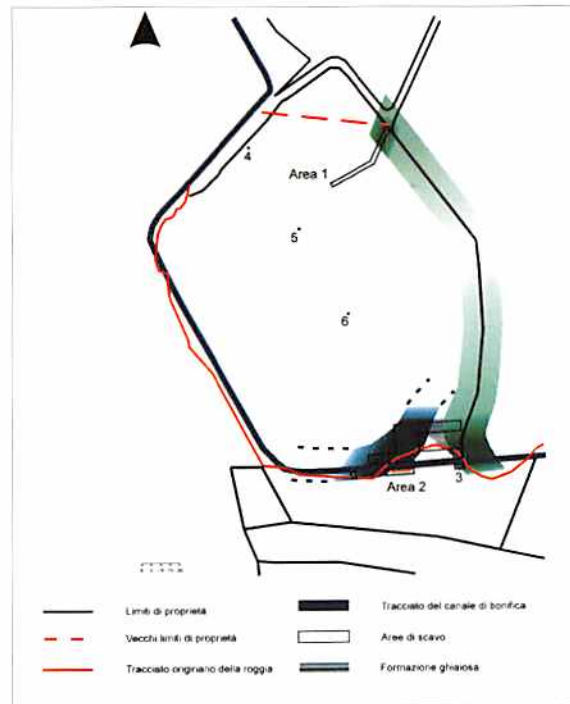 4
Area 1
5
6
3
Area 2
Limiti di proprietà
Vecchi limiti di proprietà
Tracciato originario della roggia
Tracciato del canale di bonifica
Aree di scavo
Formazione ghiaiosa